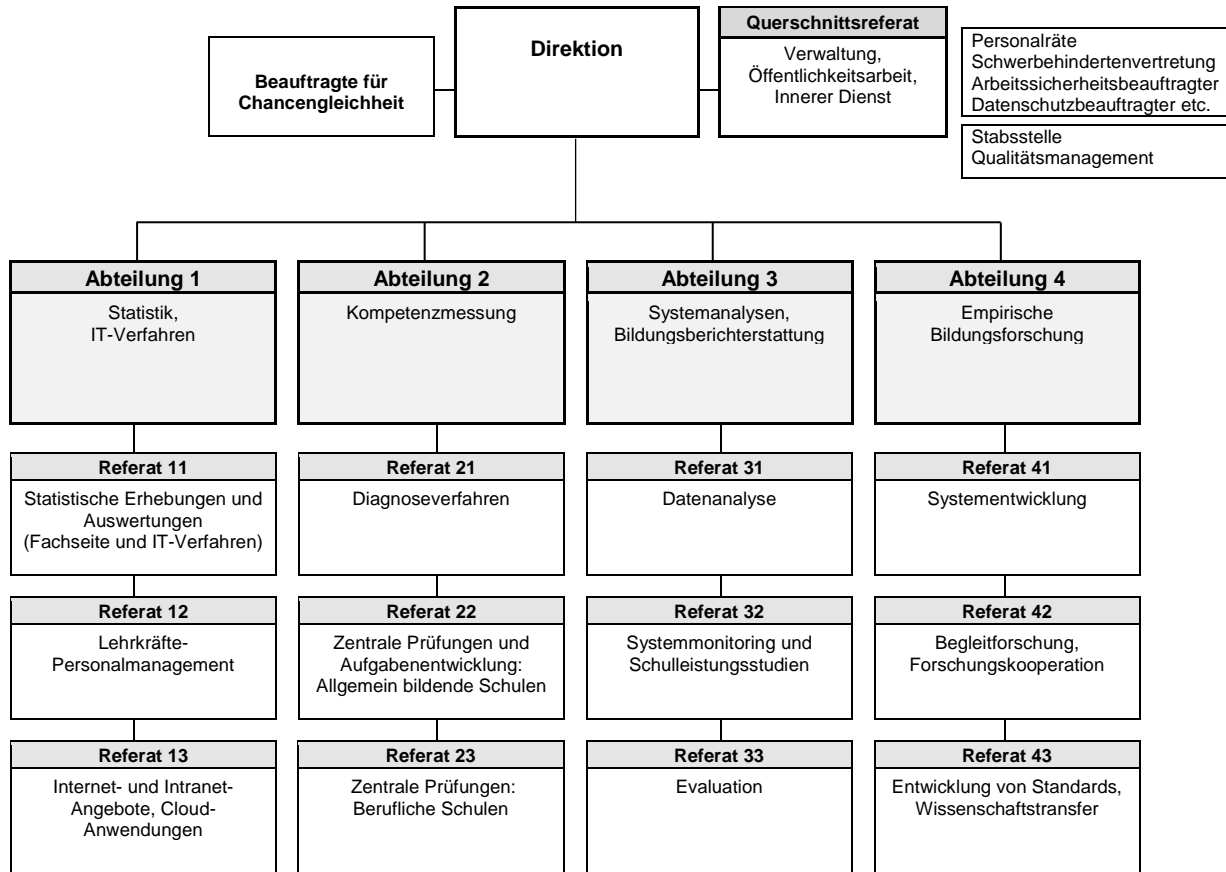 Direktion
Beauftragte für
Chancengleichheit
Querschnittsreferat
Verwaltung,
Öffentlichkeitsarbeit,
Innerer Dienst
Personalräte
Schwerbehindertenvertretung
Arbeitssicherheitsbeauftragter
Datenschutzbeauftragter etc.
Stabsstelle
Qualitätsmanagement
Abteilung 1
Statistik,
IT-Verfahren
Abteilung 2
Kompetenzmessung
Abteilung 3
Systemanalysen,
Bildungsberichterstattung
Abteilung 4
Empirische
Bildungsforschung
Referat 11
Statistische Erhebungen und
Auswertungen
(Fachseite und IT-Verfahren)
Referat 21
Diagnoseverfahren
Referat 31
Datenanalyse
Referat 41
Systementwicklung
Referat 12
Lehrkräfte-
Personalmanagement
Referat 22
Zentrale Prüfungen und
Aufgabenentwicklung:
Allgemein bildende Schulen
Referat 32
Systemmonitoring und
Schulleistungsstudien
Referat 42
Begleitforschung,
Forschungskooperation
Referat 13
Internet- und Intranet-
Angebote, Cloud-
Anwendungen
Referat 23
Zentrale Prüfungen:
Berufliche Schulen
Referat 33
Evaluation
Referat 43
Entwicklung von Standards,
Wissenschaftstransfer